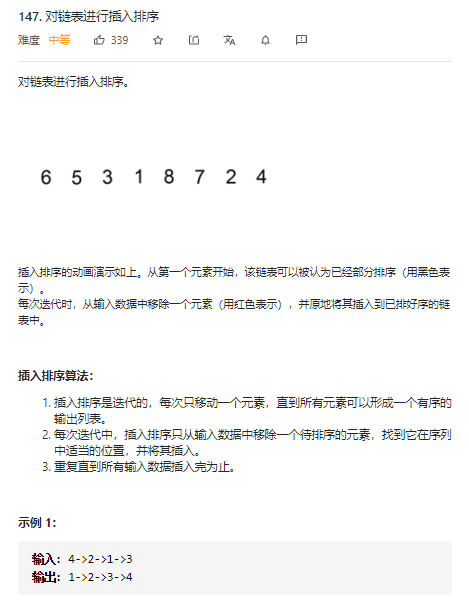 147. 对链表进行插入排序
难度 中等 339
对链表进行插入排序。
6 5 3 1 8 7 2 4
插入排序的动画演示如上。从第一个元素开始，该链表可以被认为已经部分排序（用黑色表
示）。
每次迭代时，从输入数据中移除一个元素（用红色表示），并原地将其插入到已排好序的链
表中。
插入排序算法：
1. 插入排序是迭代的，每次只移动一个元素，直到所有元素可以形成一个有序的
输出列表。
2. 每次迭代中，插入排序只从输入数据中移除一个待排序的元素，找到它在序列
中适当的位置，并将其插入。
3. 重复直到所有输入数据插入完为止。
示例 1：
输入: 4->2->1->3
输出: 1->2->3->4